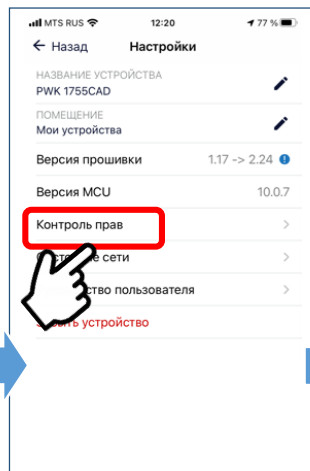 MTS RUS 12:20 77 %
Назад Настройки
НАЗВАНИЕ УСТРОЙСТВА
PWK 1755CAD
ПОМЕЩЕНИЕ
Мои устройства
Версия прошивки 1.17 -> 2.24
Версия MCU 10.0.7
Контроль прав
сети
пользователя
устройство